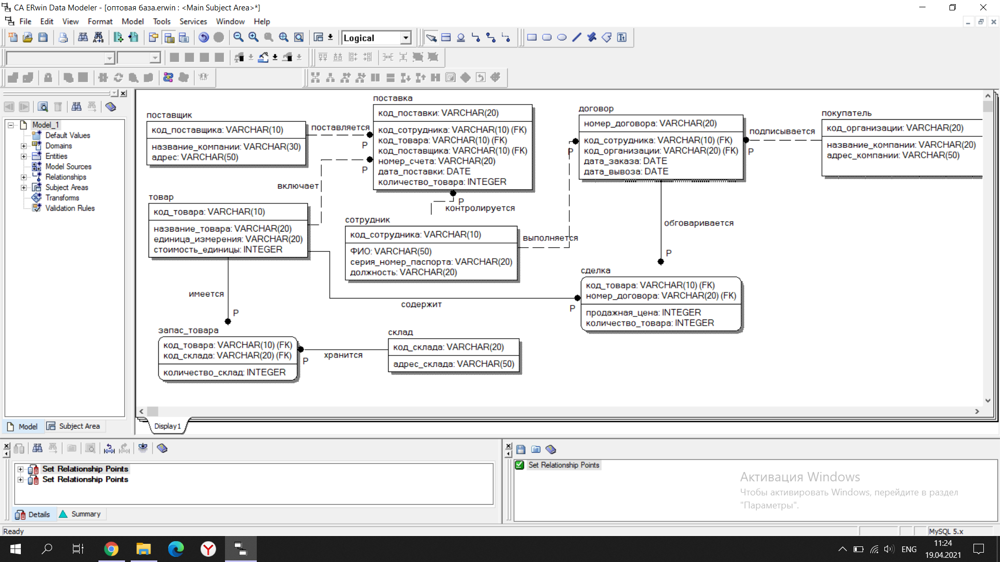 CA ERwin Data Modeler - [оптовая база.erwin : <Main Subject Area>*]
File Edit View Format Model Tools Services Window Help
Logical
Model_1
Default Values
Domains
Entities
Model Sources
Relationships
Subject Areas
Transforms
Validation Rules
Model
Subject Area
поставщик
код_поставщика: VARCHAR(10)
название_компании: VARCHAR(30)
адрес: VARCHAR(50)
поставляется
P
поставка
код_поставки: VARCHAR(20)
код_сотрудника: VARCHAR(10) (FK)
код_товара: VARCHAR(10) (FK)
код_поставщика: VARCHAR(10) (FK)
номер_счета: VARCHAR(20)
дата_поставки: DATE
количество_товара: INTEGER
P
включает
P
контролируется
договор
номер_договора: VARCHAR(20)
код_сотрудника: VARCHAR(10) (FK)
код_организации: VARCHAR(20) (FK)
дата_заказа: DATE
дата_вывоза: DATE
P
подписывается
P
покупатель
код_организации: VARCHAR(20)
название_компании: VARCHAR(20)
адрес_компании: VARCHAR(50)
товар
код_товара: VARCHAR(10)
название_товара: VARCHAR(20)
единица_измерения: VARCHAR(20)
стоимость_единицы: INTEGER
сотрудник
код_сотрудника: VARCHAR(10)
ФИО: VARCHAR(50)
серия_номер_паспорта: VARCHAR(20)
должность: VARCHAR(20)
выполняется
обговаривается
P
сделка
код_товара: VARCHAR(10) (FK)
номер_договора: VARCHAR(20) (FK)
продажная_цена: INTEGER
количество_товара: INTEGER
имеется
P
содержит
P
запас_товара
код_товара: VARCHAR(10) (FK)
код_склада: VARCHAR(20) (FK)
количество_склад: INTEGER
P
хранится
склад
код_склада: VARCHAR(20)
адрес_склада: VARCHAR(50)
Display1
Set Relationship Points
Set Relationship Points
Details
Summary
Set Relationship Points
Активация Windows
Чтобы активировать Windows, перейдите в раздел
"Параметры".
Ready
MySQL 5.x
ENG
11:24
19.04.2021